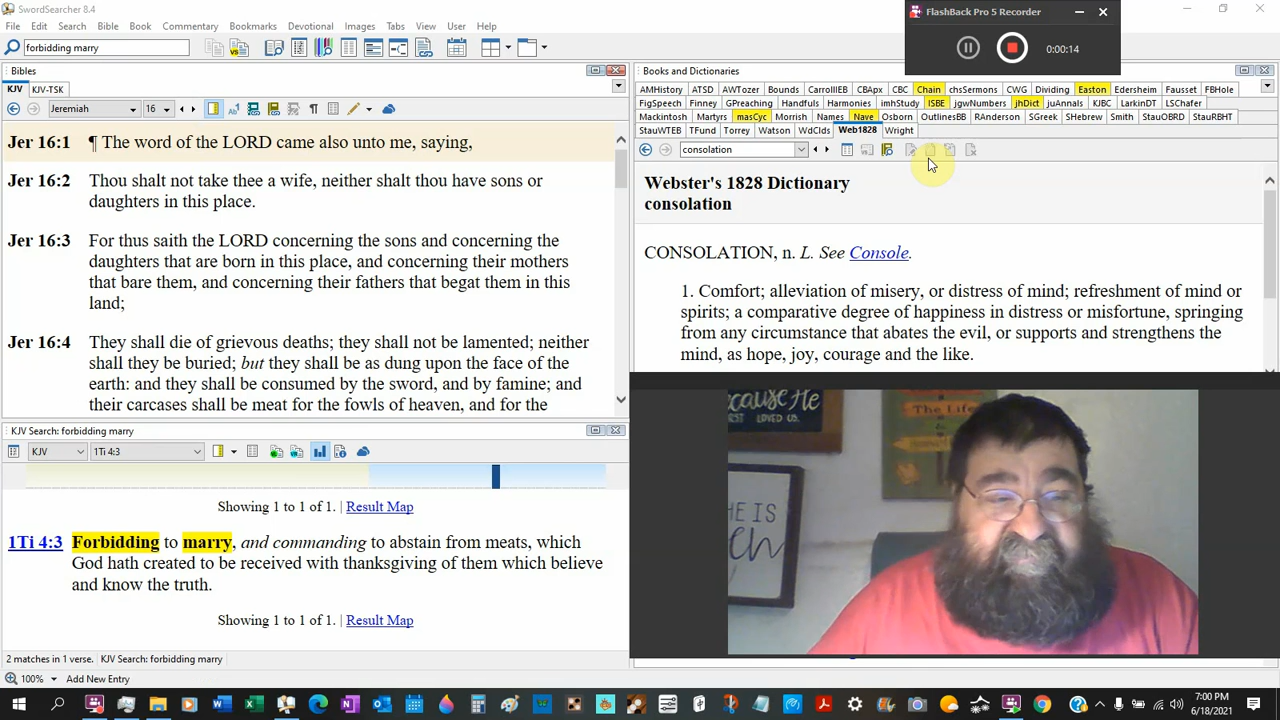 SwordSearcher 8.4
File Edit Search Bible Book Commentary Bookmarks Devotional Images Tabs View User Help
forbidding marry
FlashBack Pro 5 Recorder
0:00:14
Bibles
KJV KJV-TSK
Jeremiah 16
Jer 16:1 ¶ The word of the LORD came also unto me, saying,
Jer 16:2 Thou shalt not take thee a wife, neither shalt thou have sons or
daughters in this place.
Jer 16:3 For thus saith the LORD concerning the sons and concerning the
daughters that are born in this place, and concerning their mothers
that bare them, and concerning their fathers that begat them in this
land;
Jer 16:4 They shall die of grievous deaths; they shall not be lamented; neither
shall they be buried; but they shall be as dung upon the face of the
earth: and they shall be consumed by the sword, and by famine; and
their carcases shall be meat for the fowls of heaven, and for the
KJV Search: forbidding marry
KJV 1Ti 4:3
Showing 1 to 1 of 1. | Result Map
1Ti 4:3 Forbidding to marry, and commanding to abstain from meats, which
God hath created to be received with thanksgiving of them which believe
and know the truth.
Showing 1 to 1 of 1. | Result Map
2 matches in 1 verse. KJV Search: forbidding marry
100% Add New Entry
Books and Dictionaries
AMHistory ATSD AWTozer Bounds CarrollEB CBApx CBC Chain chsSermons CWG Dividing Easton Edersheim Fausset FBHole
FigSpeech Finney GPreaching Handfuls Harmonies imhStudy ISBE jgwNumbers jhDict juAnnals KJBC LarkinDT LSChafer
Mackintosh Martyrs masCyc Morrish Names Nave Osborn OutlinesBB RAnderson SGreek SHebrew Smith StauOBRD StauRBHT
StauWTB TFund Torrey Watson WdClds Web1828 Wright
consolation
Webster's 1828 Dictionary
consolation
CONSOLATION, n. L. See Console.
1. Comfort; alleviation of misery, or distress of mind; refreshment of mind or
spirits; a comparative degree of happiness in distress or misfortune, springing
from any circumstance that abates the evil, or supports and strengthens the
mind, as hope, joy, courage and the like.
ecause He
LOVED US.
The Life
HE IS
7:00 PM
6/18/2021